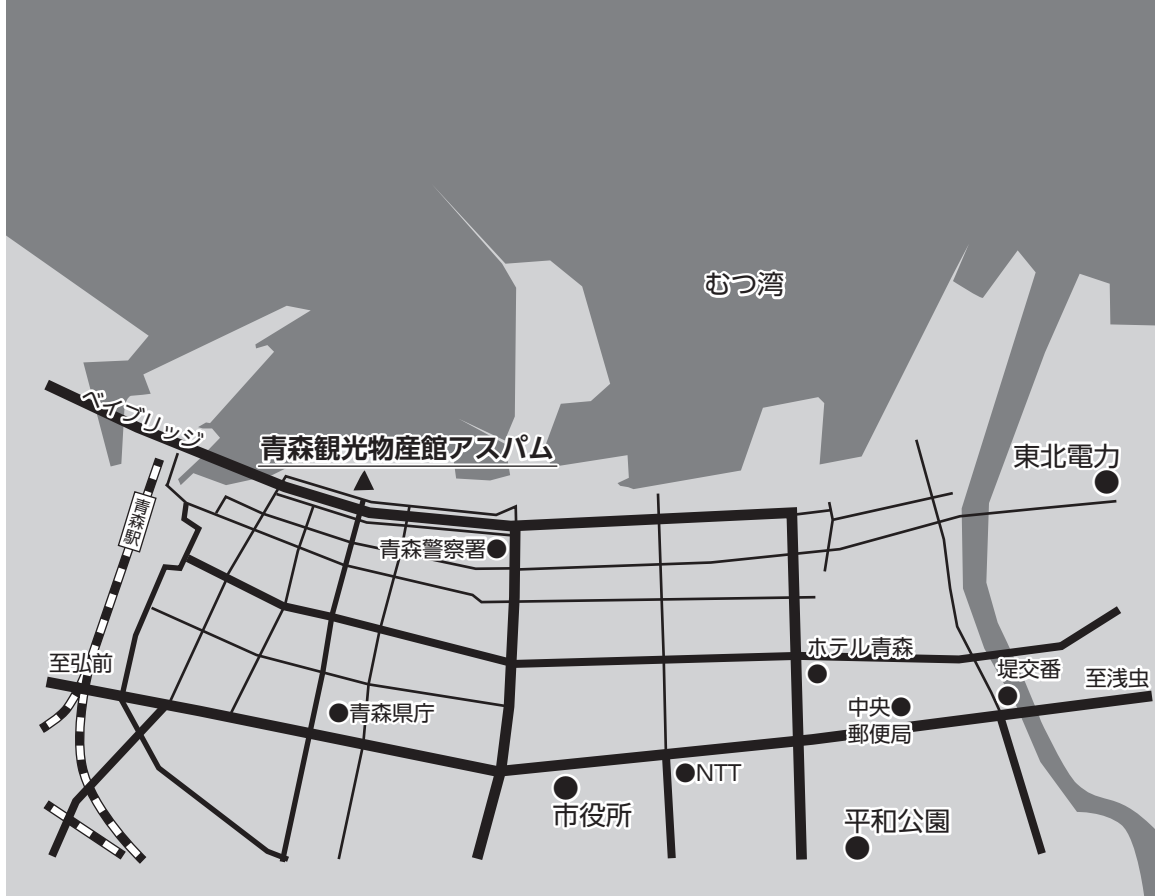 むつ湾
ベイブリッジ
青森観光物産館アスパム
東北電力
青森駅
青森警察署
至弘前
ホテル青森
堤交番
至浅虫
中央
郵便局
青森県庁
NTT
市役所
平和公園